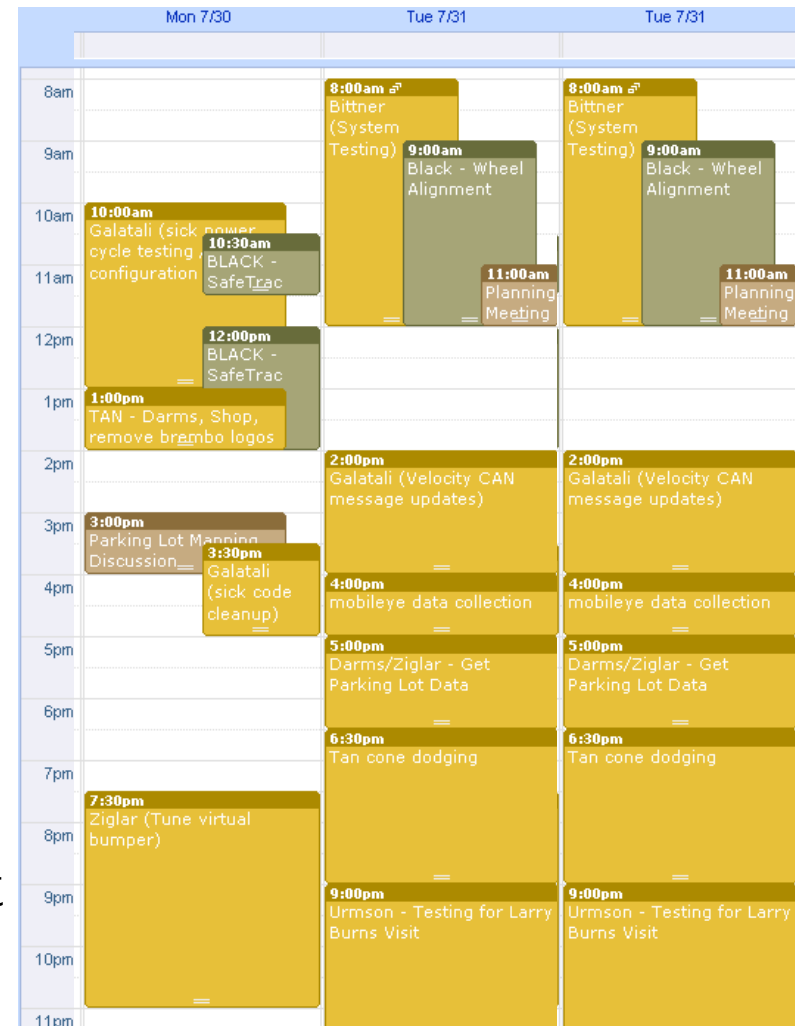 Mon 7/30
Tue 7/31
Tue 7/31
8am
9am
10am
11am
12pm
1pm
2pm
3pm
4pm
5pm
6pm
7pm
8pm
9pm
10pm
11pm
10:00am
Galatali (sick power
cycle testing
configuration
10:30am
BLACK -
SafeTrac
12:00pm
BLACK -
SafeTrac
1:00pm
TAN - Darms, Shop,
remove brembo logos
3:00pm
Parking Lot Mapping
Discussion
3:30pm
Galatali
(sick code
cleanup)
7:30pm
Ziglar (Tune virtual
bumper)
8:00am
Bittner
(System
Testing)
9:00am
Black - Wheel
Alignment
11:00am
Planning
Meeting
2:00pm
Galatali (Velocity CAN
message updates)
4:00pm
mobileye data collection
5:00pm
Darms/Ziglar - Get
Parking Lot Data
6:30pm
Tan cone dodging
9:00pm
Urmson - Testing for Larry
Burns Visit
8:00am
Bittner
(System
Testing)
9:00am
Black - Wheel
Alignment
11:00am
Planning
Meeting
2:00pm
Galatali (Velocity CAN
message updates)
4:00pm
mobileye data collection
5:00pm
Darms/Ziglar - Get
Parking Lot Data
6:30pm
Tan cone dodging
9:00pm
Urmson - Testing for Larry
Burns Visit